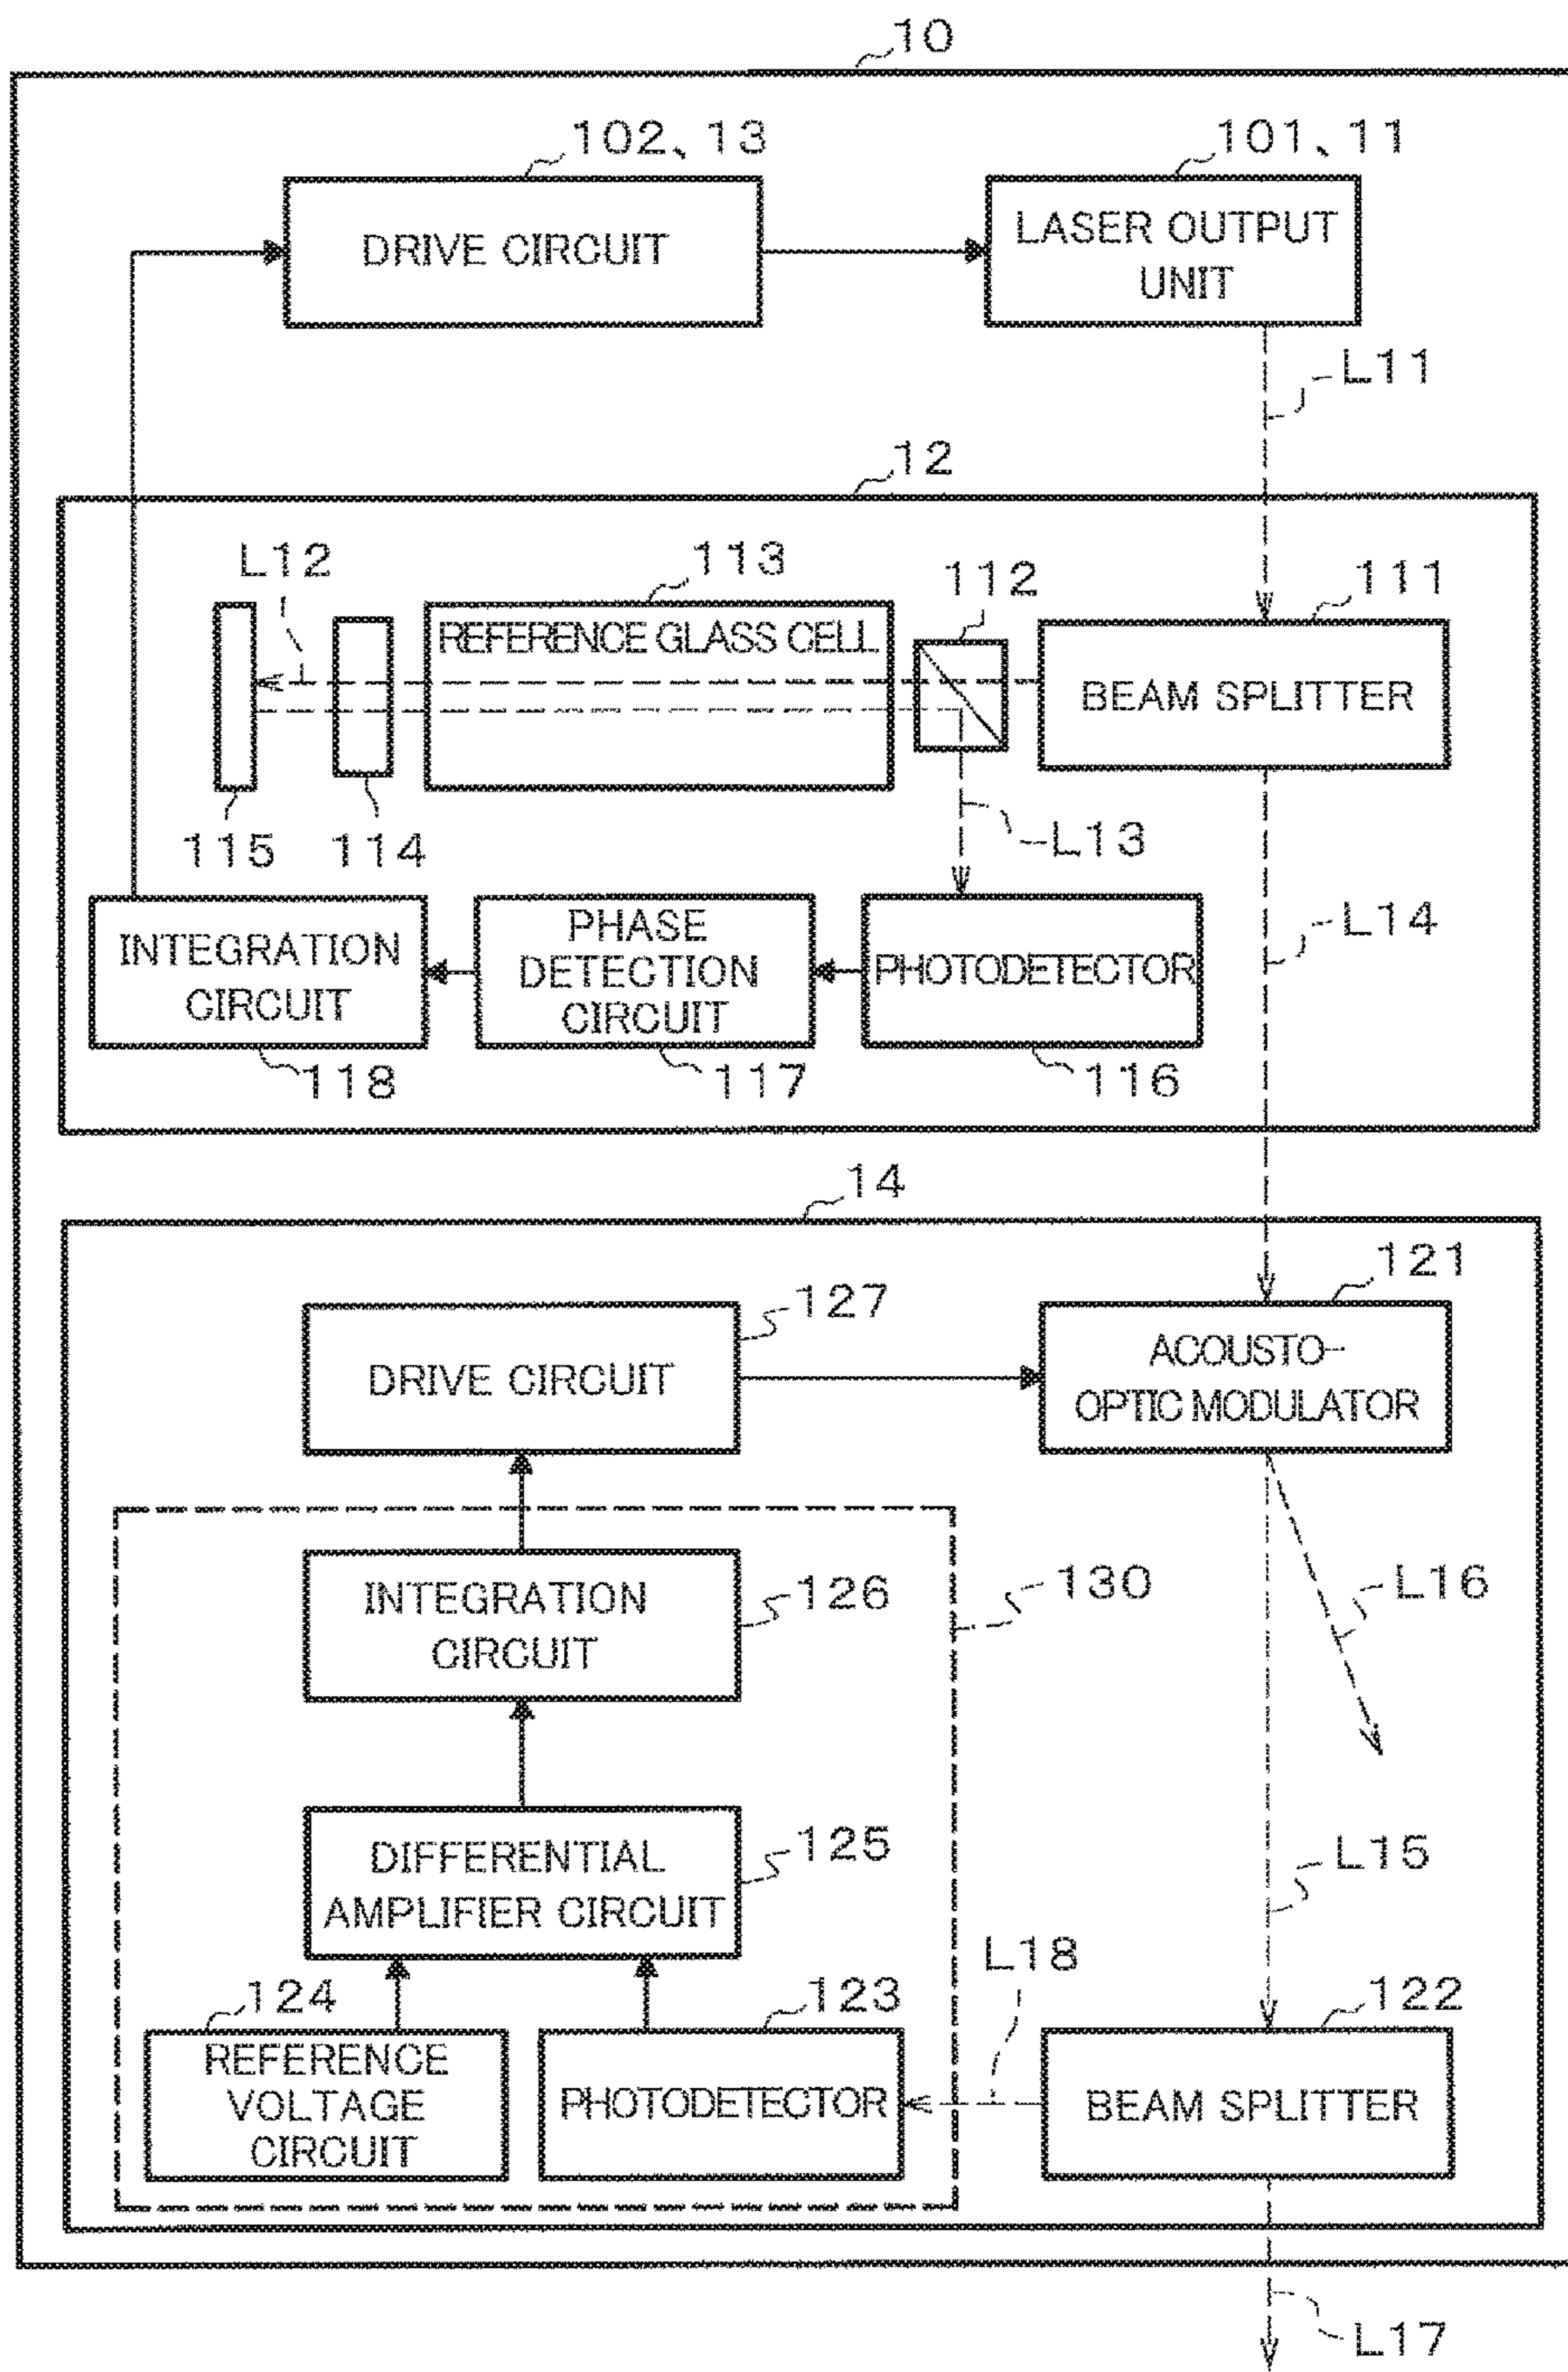 10
102、13
101、11
DRIVE CIRCUIT
LASER OUTPUT
UNIT
L11
12
L12
113
112
111
REFERENCE GLASS CELL
BEAM SPLITTER
115
114
L13
L14
INTEGRATION
CIRCUIT
PHASE
DETECTION
CIRCUIT
PHOTODETECTOR
118
117
116
14
121
127
DRIVE CIRCUIT
ACOUSTO-
OPTIC MODULATOR
INTEGRATION
CIRCUIT
126
130
L16
DIFFERENTIAL
AMPLIFIER CIRCUIT
125
L15
L18
124
123
122
REFERENCE
VOLTAGE
CIRCUIT
PHOTODETECTOR
BEAM SPLITTER
L17